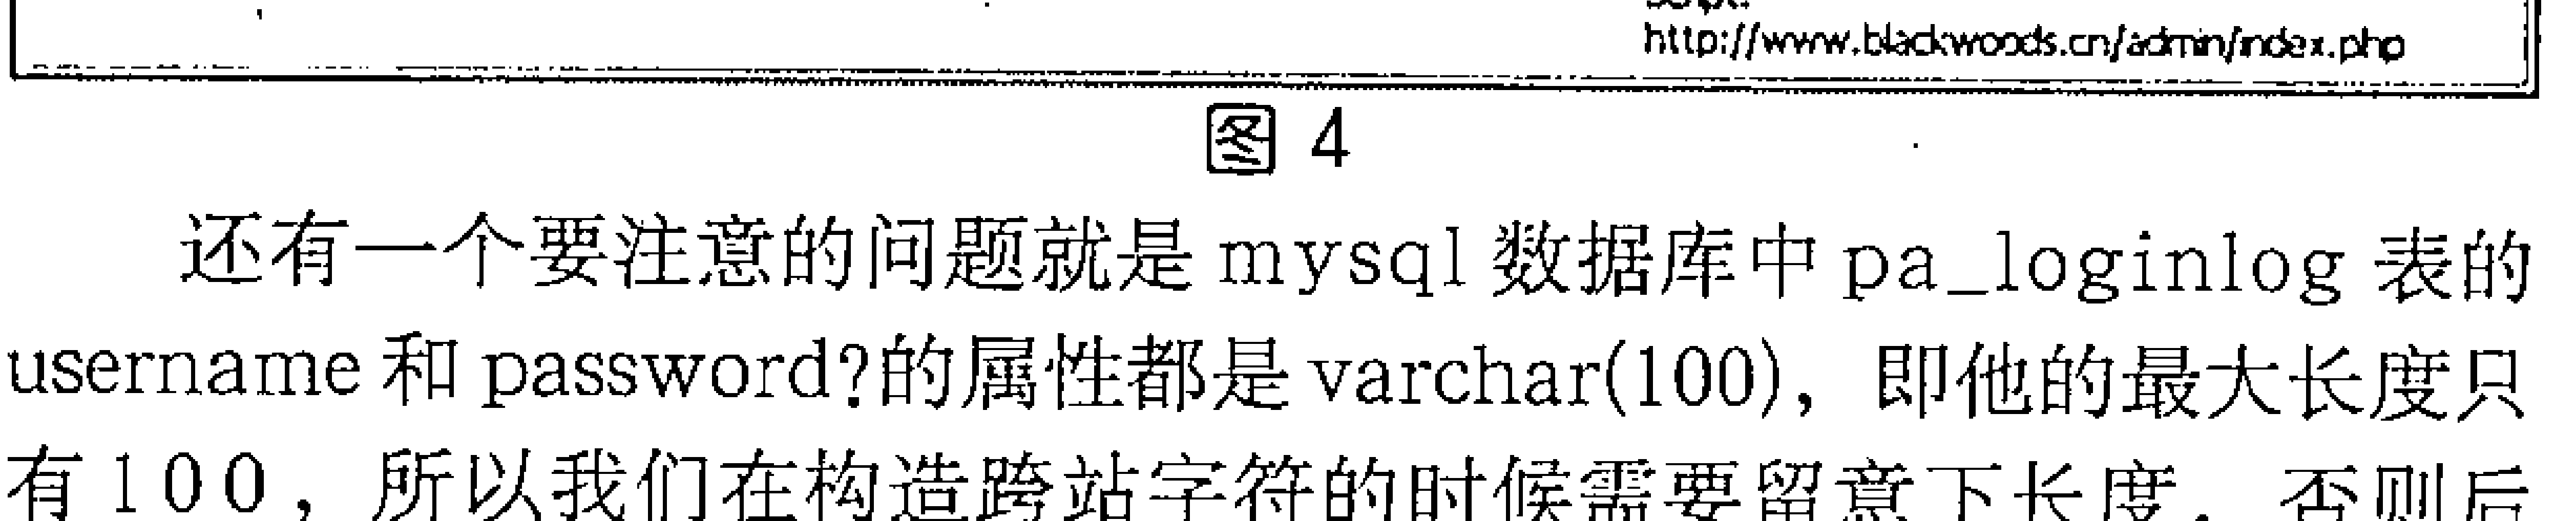 http://www.blackwoods.cn/admin/index.php
图 4
还有一个要注意的问题就是 mysql 数据库中 pa_loginlog 表的
username 和 password?的属性都是 varchar(100)，即他的最大长度只
有100，所以我们在构造跨站字符的时候需要留意下长度，否则后